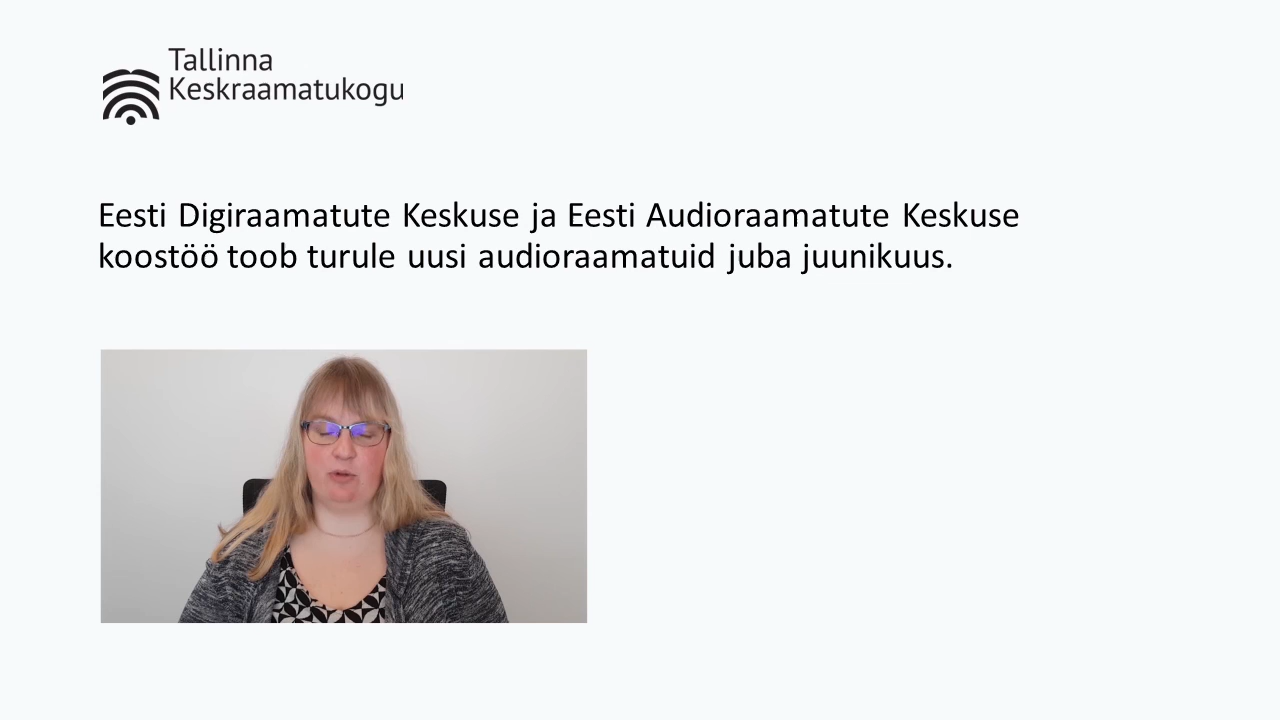 Tallinna
Keskraamatukogu
Eesti Digiraamatute Keskuse ja Eesti Audioraamatute Keskuse
koostöö toob turule uusi audioraamatuid juba juunikuus.